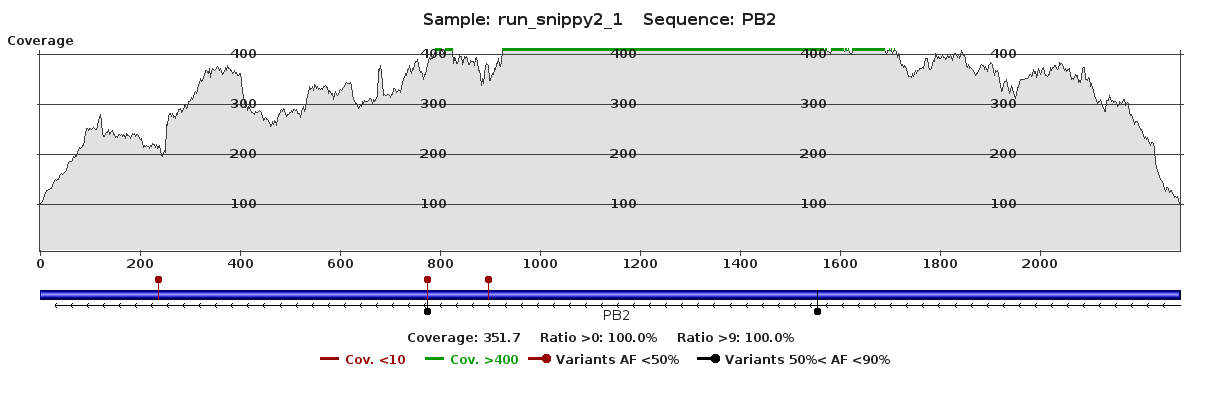 Sample: run_snippy2_1 Sequence: PB2
Coverage
400 400 400 400 400
300 300 300 300 300
200 200 200 200 200
100 100 100 100 100
0 200 400 600 800 1000 1200 1400 1600 1800 2000
PB2
Coverage: 351.7 Ratio >0: 100.0% Ratio >9: 100.0%
Cov. <10 Cov. >400 Variants AF <50% Variants 50%< AF <90%